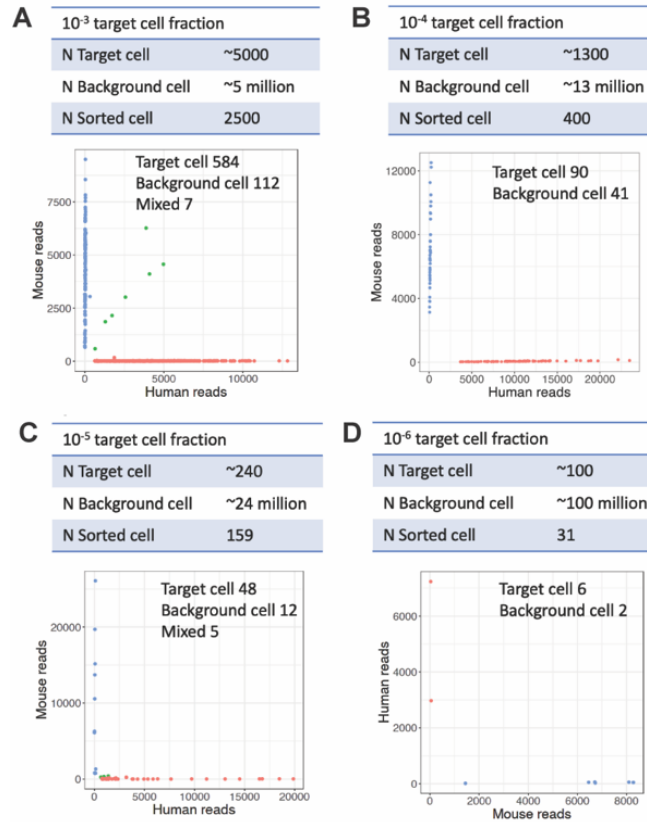 A
10-3 target cell fraction
N Target cell ~5000
N Background cell ~5 million
N Sorted cell 2500
Target cell 584
Background cell 112
Mixed 7
7500
5000
2500
0
Mouse reads
0 5000 10000
Human reads
B
10-4 target cell fraction
N Target cell ~1300
N Background cell ~13 million
N Sorted cell 400
Target cell 90
Background cell 41
12000
8000
4000
0
Mouse reads
0 5000 10000 15000 20000
Human reads
C
10-5 target cell fraction
N Target cell ~240
N Background cell ~24 million
N Sorted cell 159
Target cell 48
Background cell 12
Mixed 5
20000
10000
0
Mouse reads
0 5000 10000 15000 20000
Human reads
D
10-6 target cell fraction
N Target cell ~100
N Background cell ~100 million
N Sorted cell 31
Target cell 6
Background cell 2
6000
4000
2000
0
Human reads
0 2000 4000 6000 8000
Mouse reads